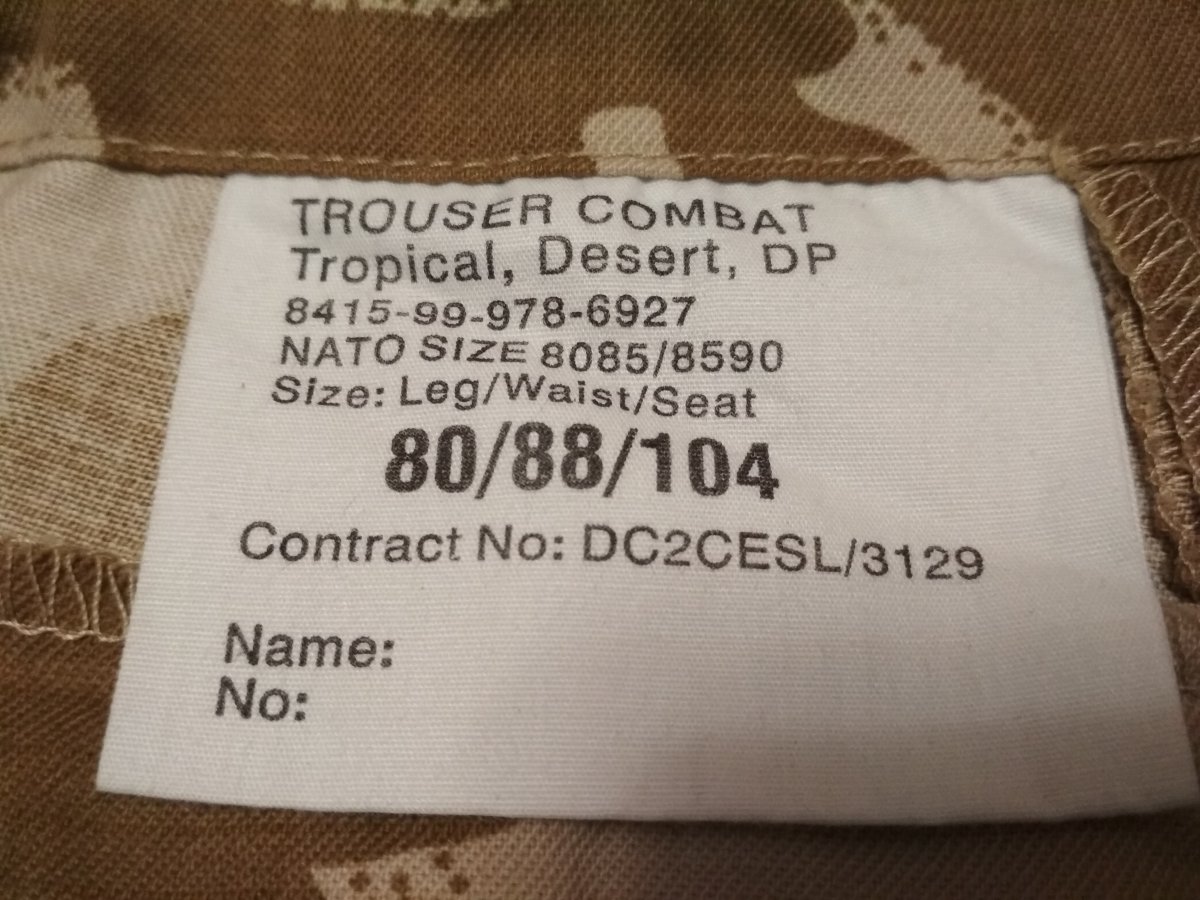 TROUSER COMBAT
Tropical, Desert, DP
8415-99-978-6927
NATO SIZE 8085/8590
Size: Leg/Waist/Seat
80/88/104
Contract No: DC2CESL/3129
Name:
No: